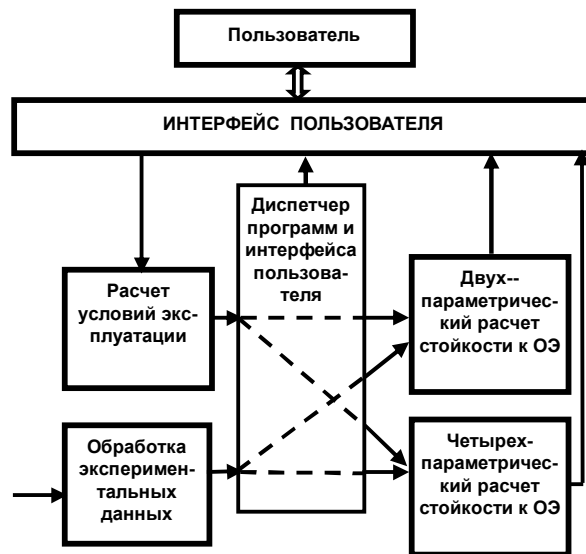 Пользователь
ИНТЕРФЕЙС ПОЛЬЗОВАТЕЛЯ
Диспетчер
программ и
интерфейса
пользова-
теля
Расчет
условий экс-
плуатации
Двух--
параметричес-
кий расчет
стойкости к ОЭ
Обработка
эксперимен-
тальных
данных
Четырех-
параметричес-
кий расчет
стойкости к ОЭ